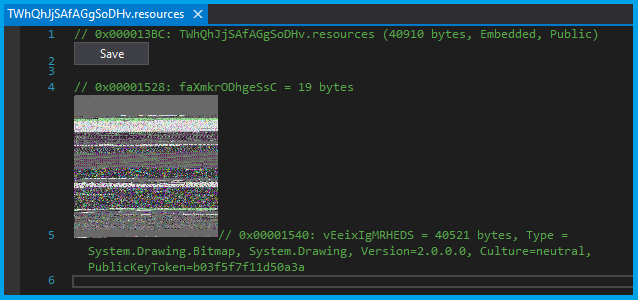 TWhQhJjSAfAGgSoDHv.resources
1 // 0x000013BC: TWhQhJjSAfAGgSoDHv.resources (40910 bytes, Embedded, Public)
Save
2
3
4 // 0x00001528: faXmkrODhgeSsC = 19 bytes
5 // 0x00001540: vEeixIgMRHEDS = 40521 bytes, Type =
System.Drawing.Bitmap, System.Drawing, Version=2.0.0.0, Culture=neutral,
PublicKeyToken=b03f5f7f11d50a3a
6